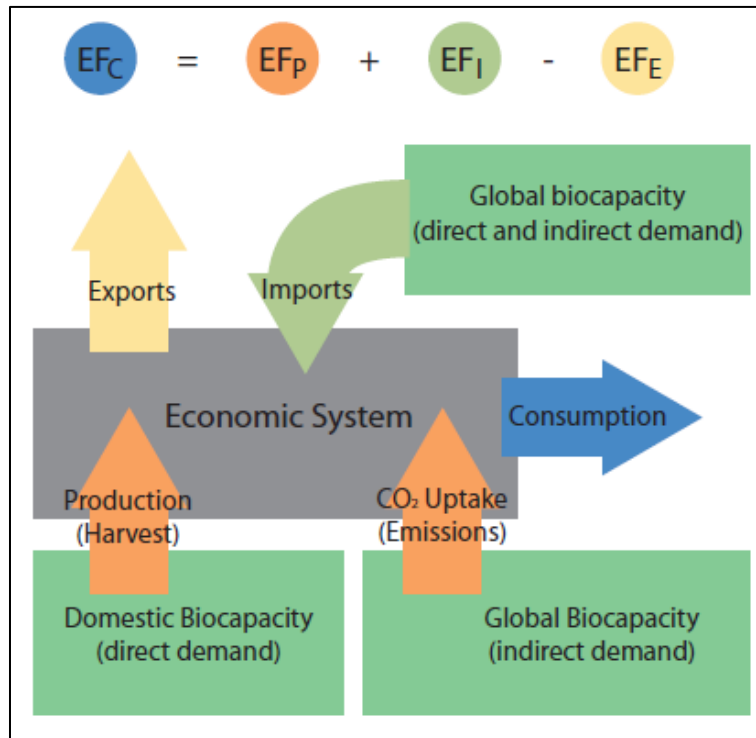 EFC = EFP + EFI - EFE
Global biocapacity
(direct and indirect demand)
Exports
Imports
Economic System
Consumption
Production
(Harvest)
CO₂ Uptake
(Emissions)
Domestic Biocapacity
(direct demand)
Global Biocapacity
(indirect demand)